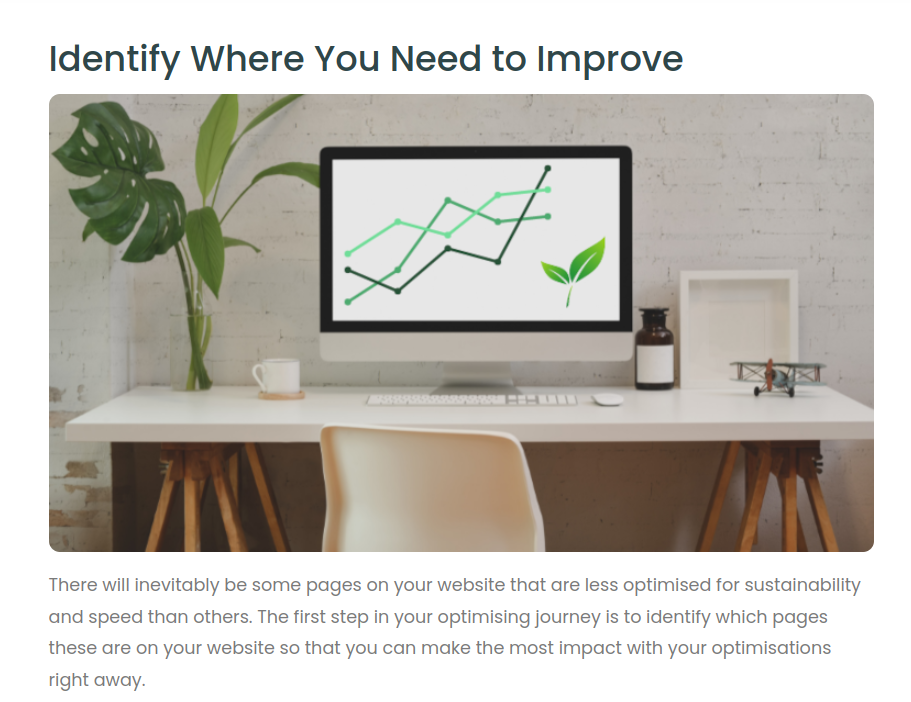 Identify Where You Need to Improve
There will inevitably be some pages on your website that are less optimised for sustainability
and speed than others. The first step in your optimising journey is to identify which pages
these are on your website so that you can make the most impact with your optimisations
right away.